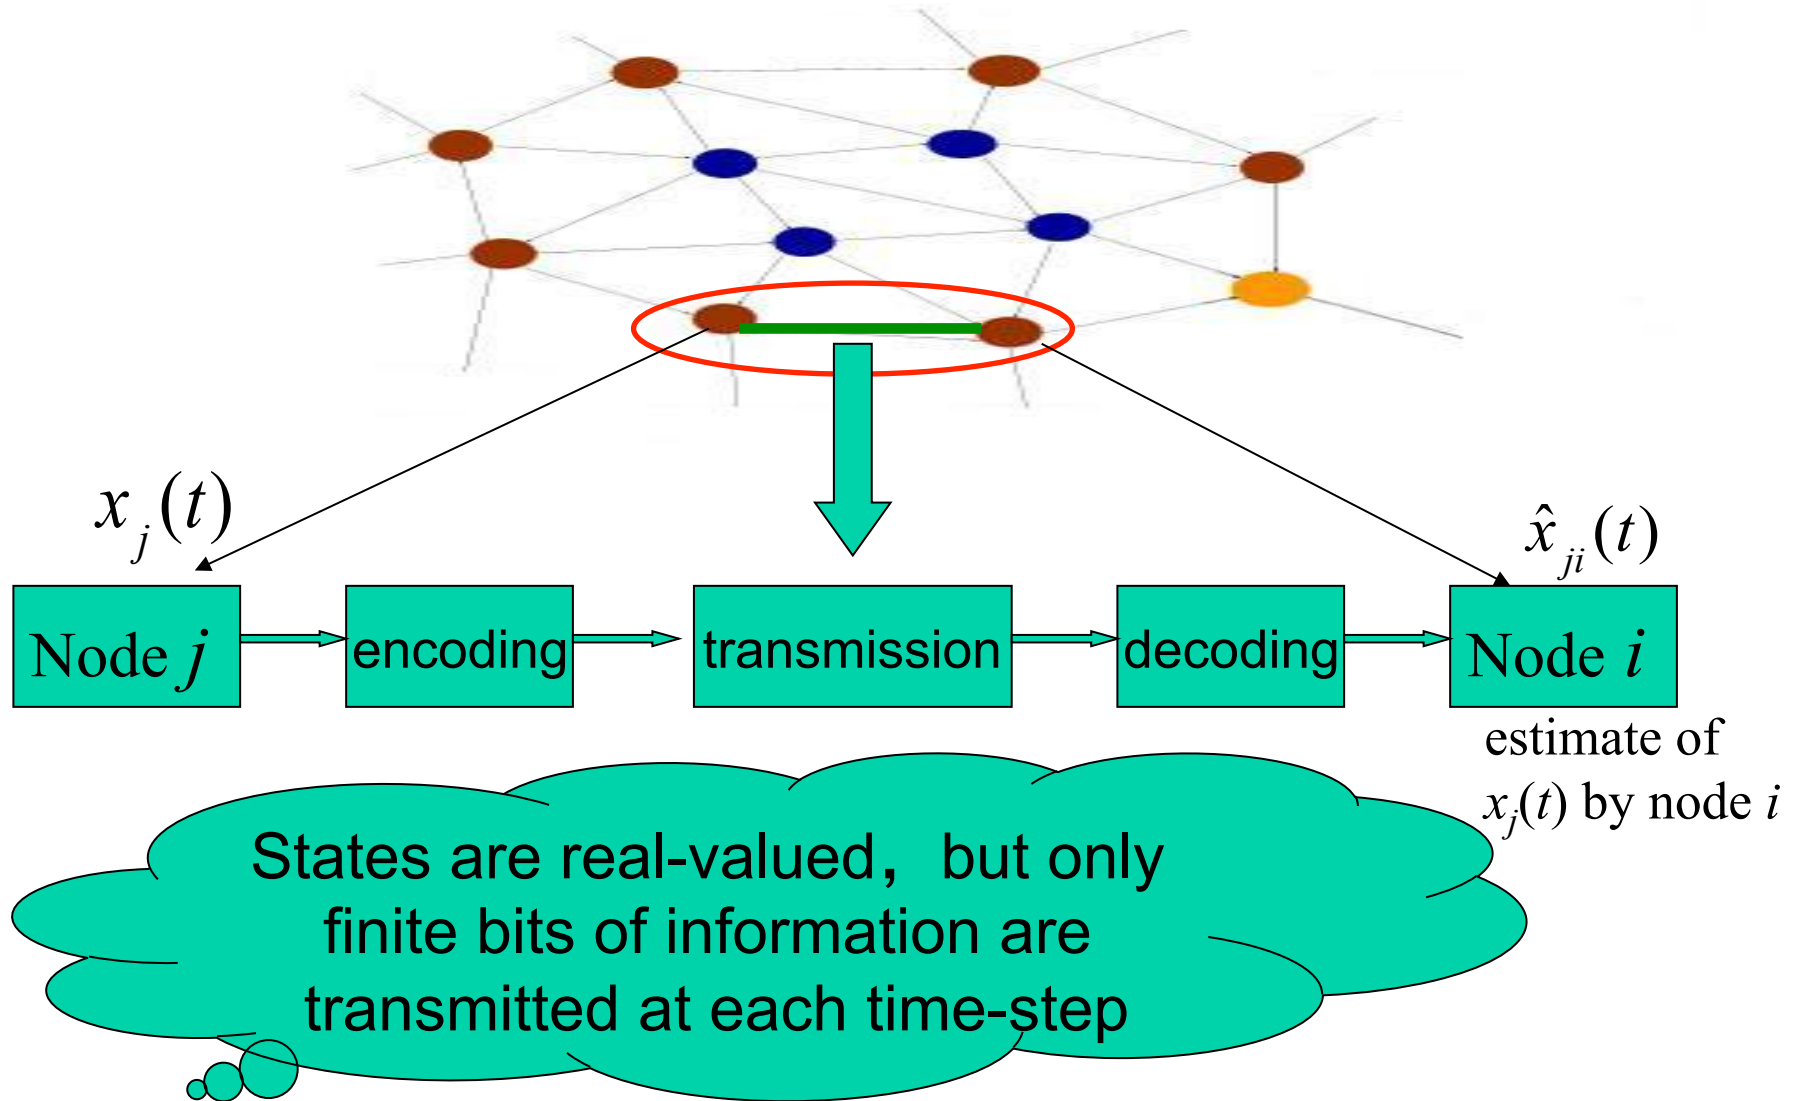 x_j(t)
x̂_ji(t)
Node j
encoding
transmission
decoding
Node i
estimate of
x_j(t) by node i
States are real-valued，but only
finite bits of information are
transmitted at each time-step